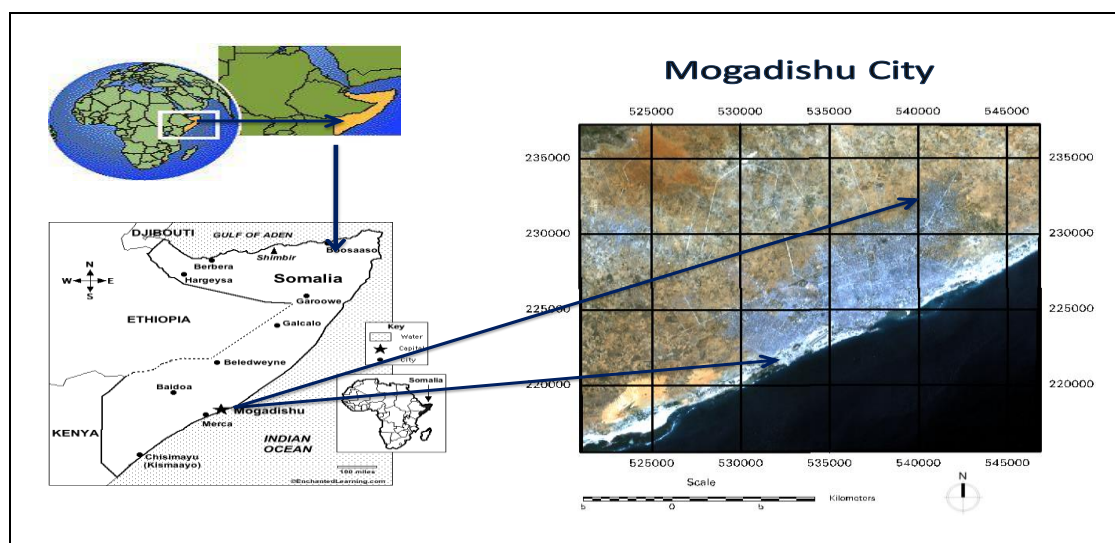 Mogadishu City
525000 530000 535000 540000 545000
235000 235000
230000 230000
225000 225000
220000 220000
525000 530000 535000 540000 545000
Scale
Kilometers
5 0 5
N
DJIBOUTI
GULF OF ADEN
Boosaaso
Shimbir
Berbera
Hargeysa
Somalia
N
W E
S
Garoowe
ETHIOPIA
Galcalo
Key
Water
Capital
City
Beledweyne
Somalia
Baidoa
Mogadishu
Merca
KENYA
INDIAN
OCEAN
Chisimayu
(Kismaayo)
100 miles
©EnchantedLearning.com